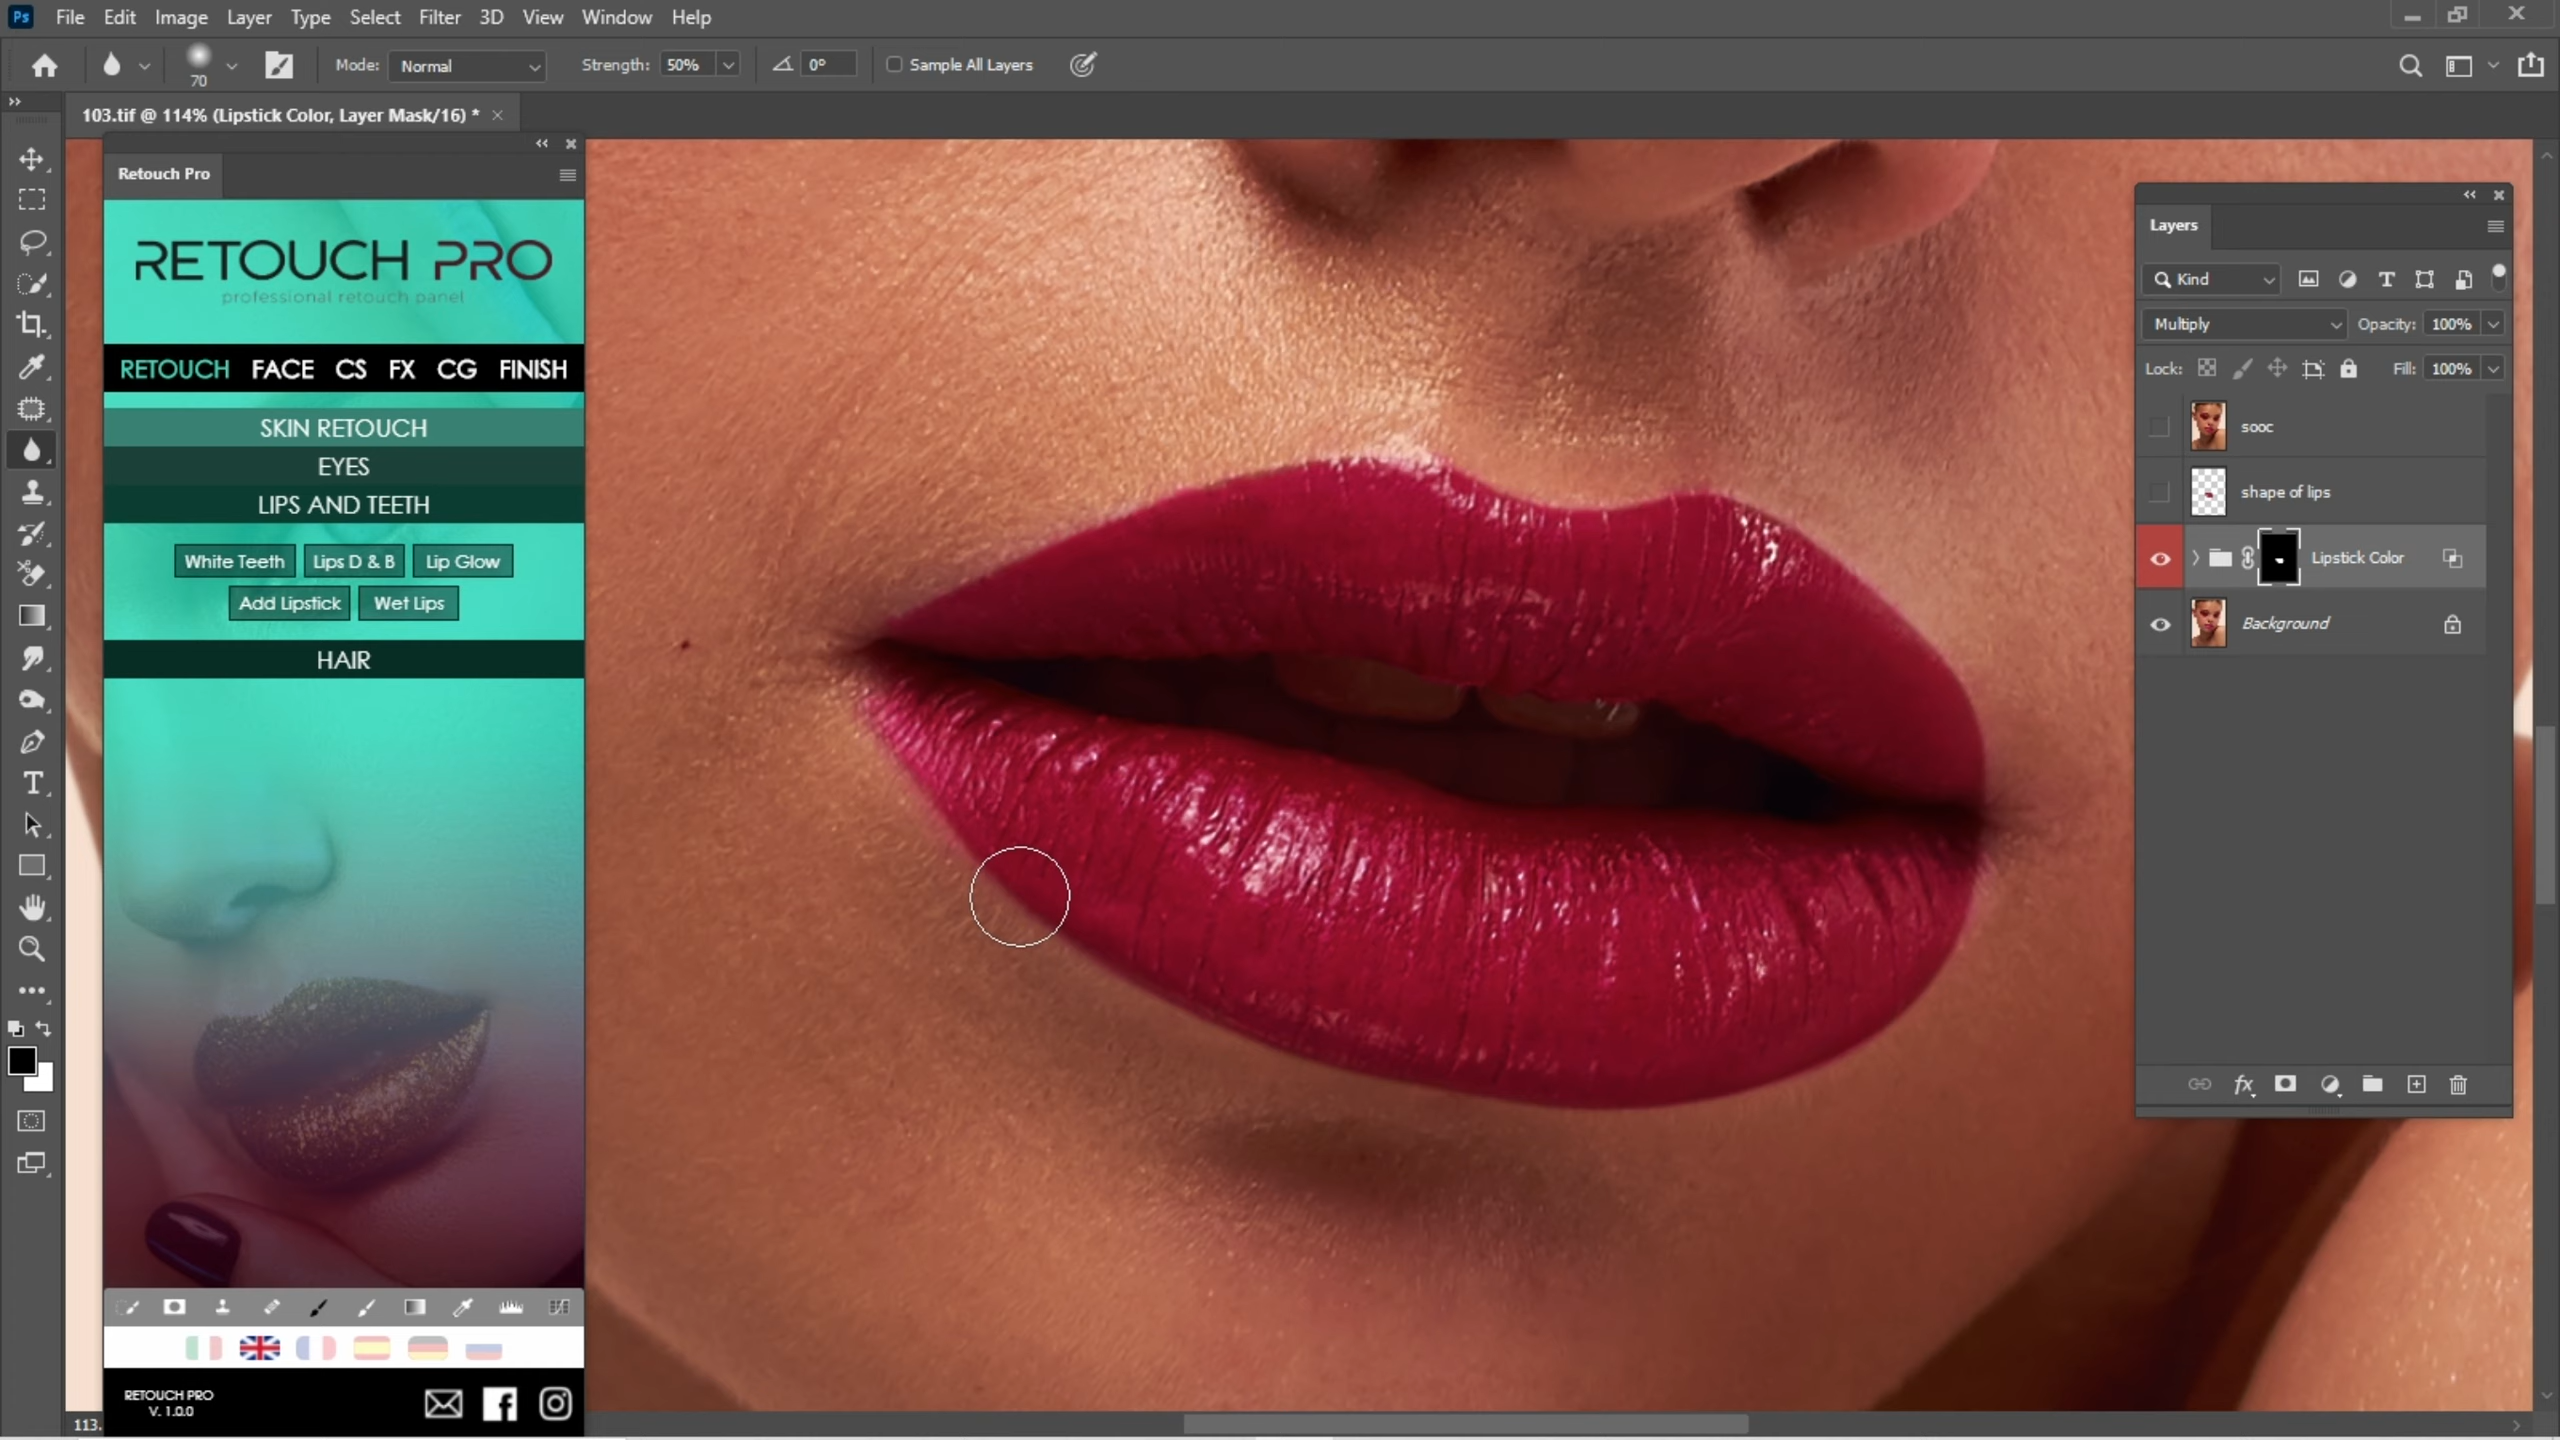 Ps File Edit Image Layer Type Select Filter 3D View Window Help
70 Mode: Normal Strength: 50% 0° Sample All Layers
103.tif @ 114% (Lipstick Color, Layer Mask/16) *
Retouch Pro
RETOUCH PRO
professional retouch panel
RETOUCH FACE CS FX CG FINISH
SKIN RETOUCH
EYES
LIPS AND TEETH
White Teeth Lips D & B Lip Glow
Add Lipstick Wet Lips
HAIR
RETOUCH PRO
V. 1.0.0
113.
Layers
Kind
Multiply Opacity: 100%
Lock: Fill: 100%
sooc
shape of lips
Lipstick Color
Background